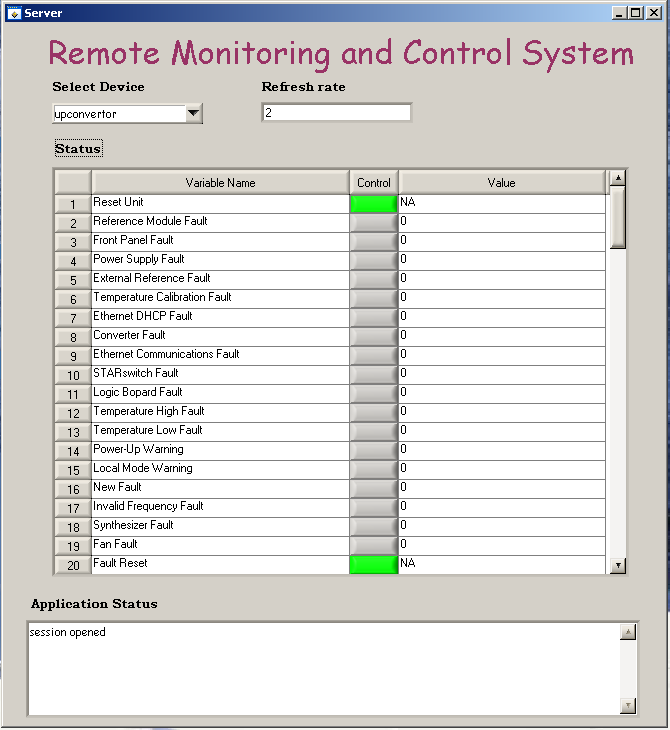 Server
Remote Monitoring and Control System
Select Device Refresh rate
upconvertor 2
Status
Variable Name Control Value
1 Reset Unit NA
2 Reference Module Fault 0
3 Front Panel Fault 0
4 Power Supply Fault 0
5 External Reference Fault 0
6 Temperature Calibration Fault 0
7 Ethernet DHCP Fault 0
8 Converter Fault 0
9 Ethernet Communications Fault 0
10 STARswitch Fault 0
11 Logic Bopard Fault 0
12 Temperature High Fault 0
13 Temperature Low Fault 0
14 Power-Up Warning 0
15 Local Mode Warning 0
16 New Fault 0
17 Invalid Frequency Fault 0
18 Synthesizer Fault 0
19 Fan Fault 0
20 Fault Reset NA
Application Status
session opened